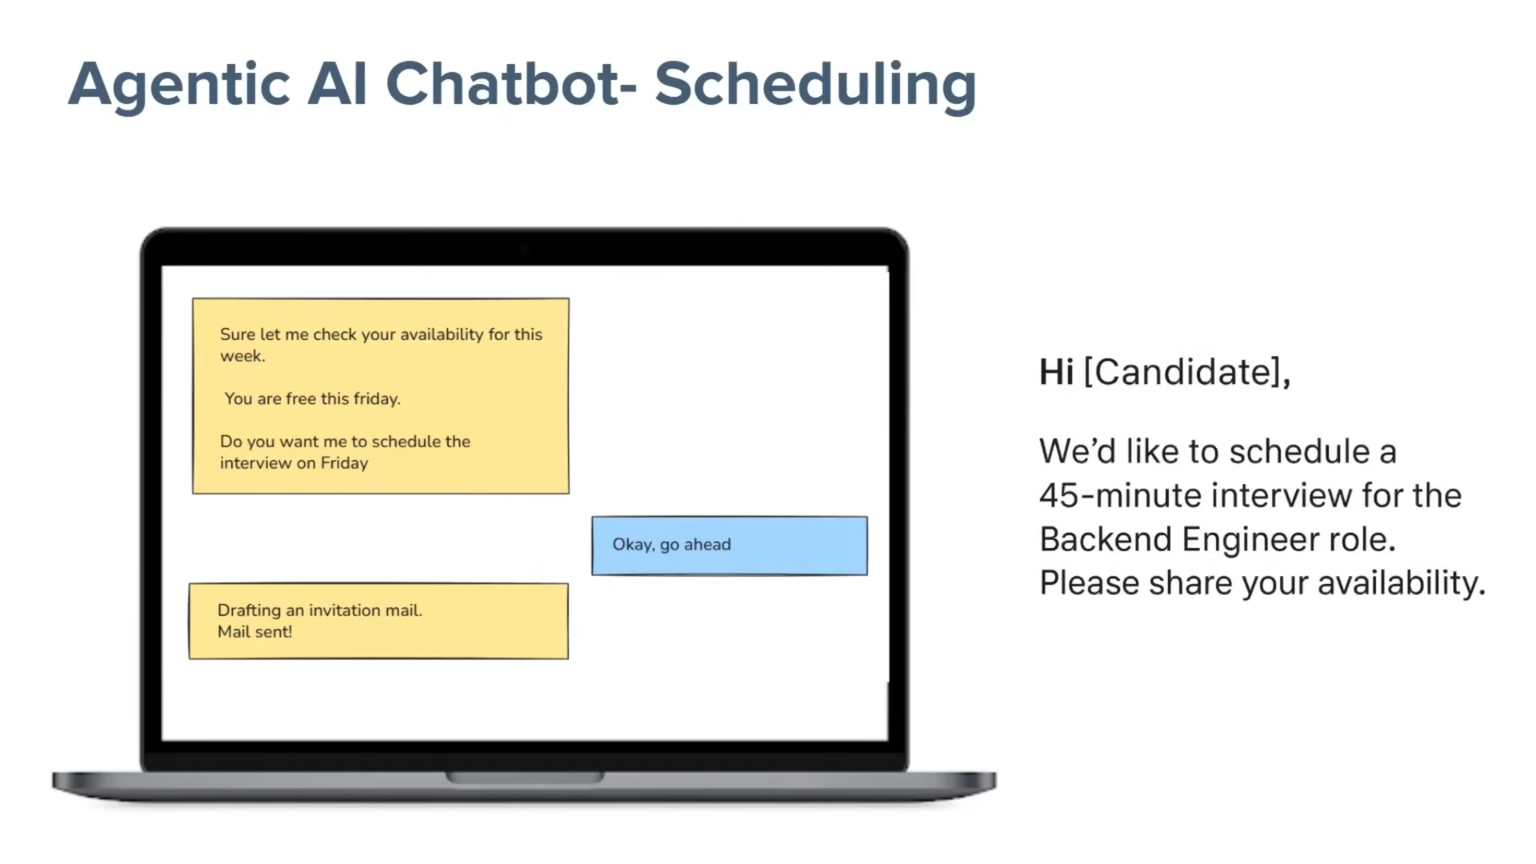 Agentic AI Chatbot- Scheduling
Sure let me check your availability for this
week.
You are free this friday.
Do you want me to schedule the
interview on Friday
Okay, go ahead
Drafting an invitation mail.
Mail sent!
Hi [Candidate],
We’d like to schedule a
45-minute interview for the
Backend Engineer role.
Please share your availability.